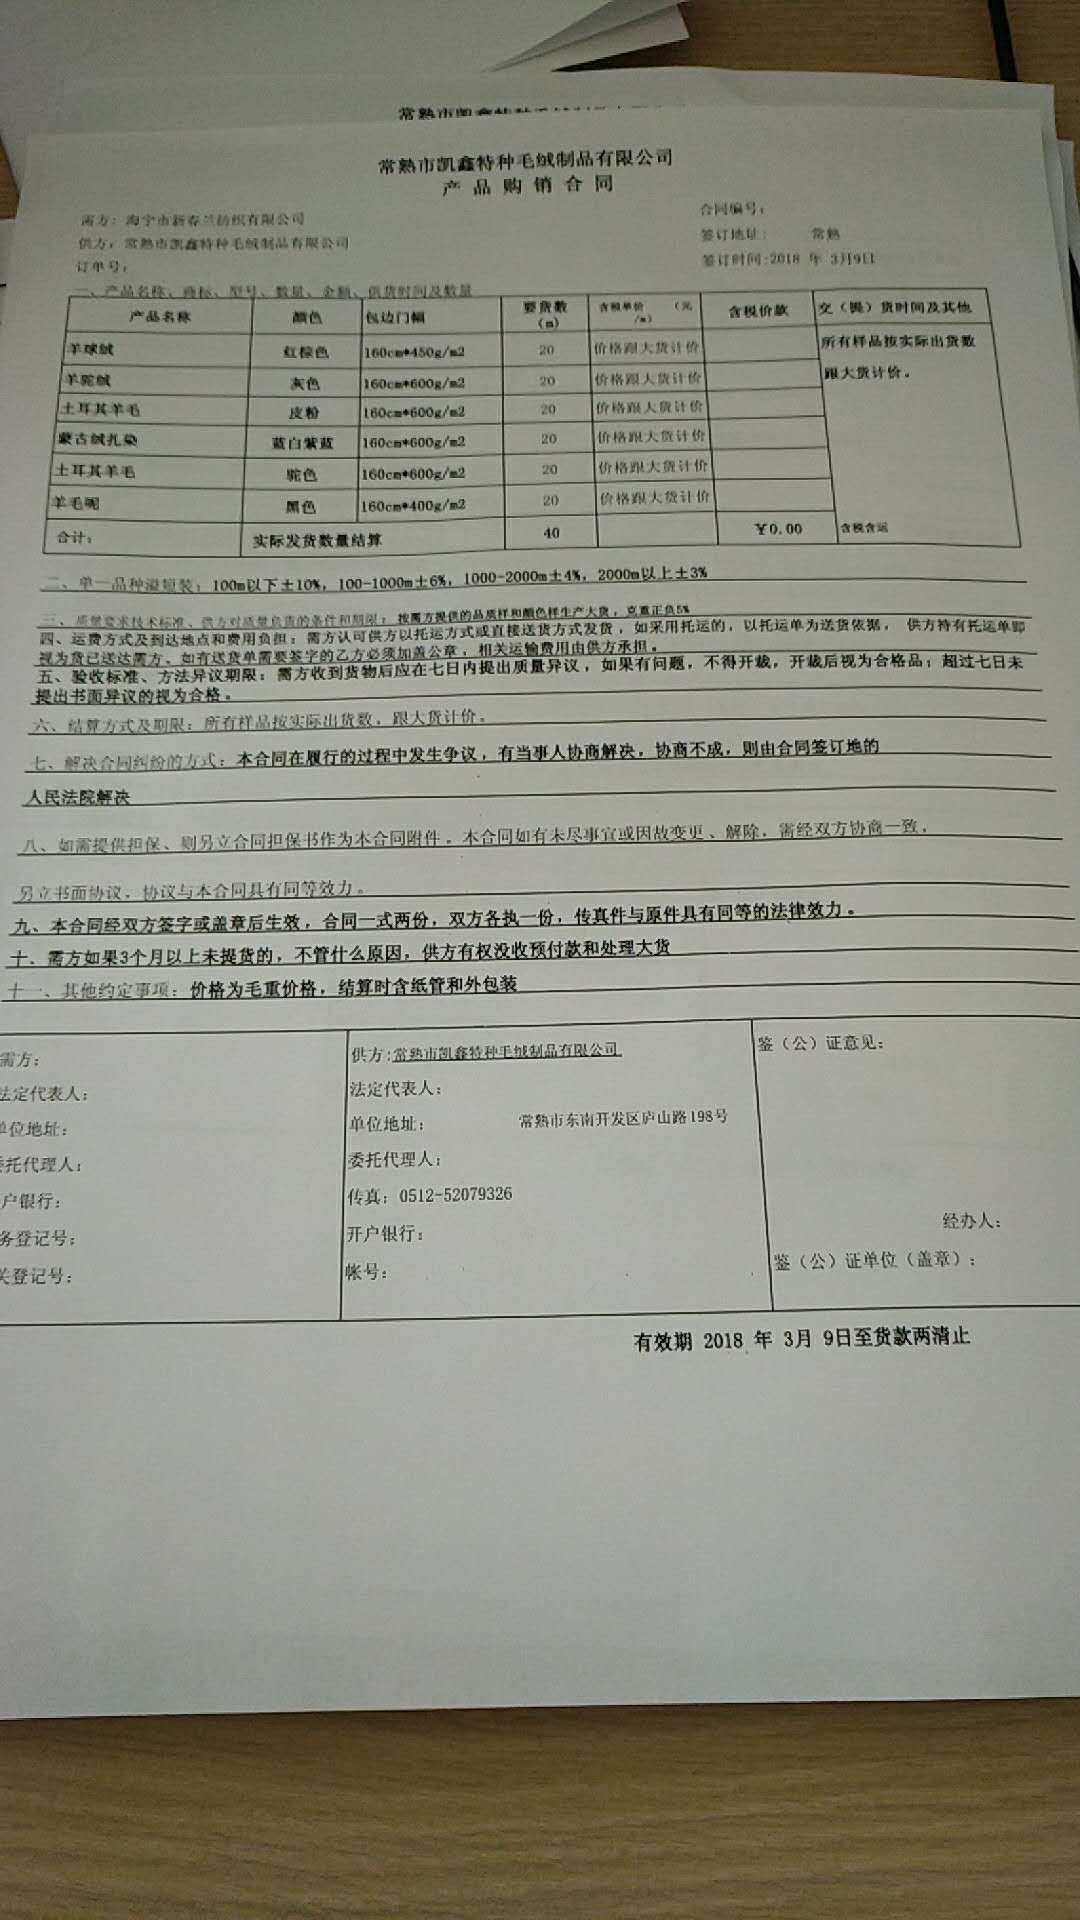 常熟市凯鑫特种毛绒制品有限公司
产品购销合同
合同编号：
需方：海宁市新春兰纺织有限公司
签订地址： 常熟
供方：常熟市凯鑫特种毛绒制品有限公司
签订时间：2018 年 3月9日
订单号：
一、产品名称、商标、型号、数量、金额、供货时间及数量
产品名称 颜色 包边门幅 要货数（m） 含税单价 （元/m） 含税价款 交（提）货时间及其他
羊球绒 红棕色 160cm*450g/m2 20 价格跟大货计价 所有样品按实际出货数
羊驼绒 灰色 160cm*600g/m2 20 价格跟大货计价 跟大货计价。
土耳其羊毛 皮粉 160cm*600g/m2 20 价格跟大货计价
蒙古绒扎染 蓝白紫蓝 160cm*600g/m2 20 价格跟大货计价
土耳其羊毛 驼色 160cm*600g/m2 20 价格跟大货计价
羊毛呢 黑色 160cm*400g/m2 20 价格跟大货计价
合计： 实际发货数量结算 40 ¥0.00 含税含运
二、单一品种溢短装：100m以下±10%，100-1000m±6%，1000-2000m±4%，2000m以上±3%
三、质量要求技术标准、供方对质量负责的条件和期限：按需方提供的品质样和颜色样生产大货，克重正负5%
四、运费方式及到达地点和费用负担：需方认可供方以托运方式或直接送货方式发货，如采用托运的，以托运单为送货依据， 供方持有托运单即
视为货已送达需方、如有送货单需要签字的乙方必须加盖公章，相关运输费用由供方承担。
五、验收标准、方法异议期限：需方收到货物后应在七日内提出质量异议，如果有问题，不得开裁，开裁后视为合格品；超过七日未
提出书面异议的视为合格。
六、结算方式及期限：所有样品按实际出货数，跟大货计价。
七、解决合同纠纷的方式：本合同在履行的过程中发生争议，有当事人协商解决，协商不成，则由合同签订地的
人民法院解决
八、如需提供担保、则另立合同担保书作为本合同附件。本合同如有未尽事宜或因故变更、解除，需经双方协商一致，
另立书面协议，协议与本合同具有同等效力。
九、本合同经双方签字或盖章后生效，合同一式两份，双方各执一份，传真件与原件具有同等的法律效力。
十、需方如果3个月以上未提货的，不管什么原因，供方有权没收预付款和处理大货
十一、其他约定事项：价格为毛重价格，结算时含纸管和外包装
需方：
法定代表人：
单位地址：
委托代理人：
户银行：
务登记号：
关登记号：
供方：常熟市凯鑫特种毛绒制品有限公司
法定代表人：
单位地址： 常熟市东南开发区庐山路198号
委托代理人：
传真：0512-52079326
开户银行：
帐号：
鉴（公）证意见：
经办人：
鉴（公）证单位（盖章）：
有效期 2018 年 3月 9日至货款两清止